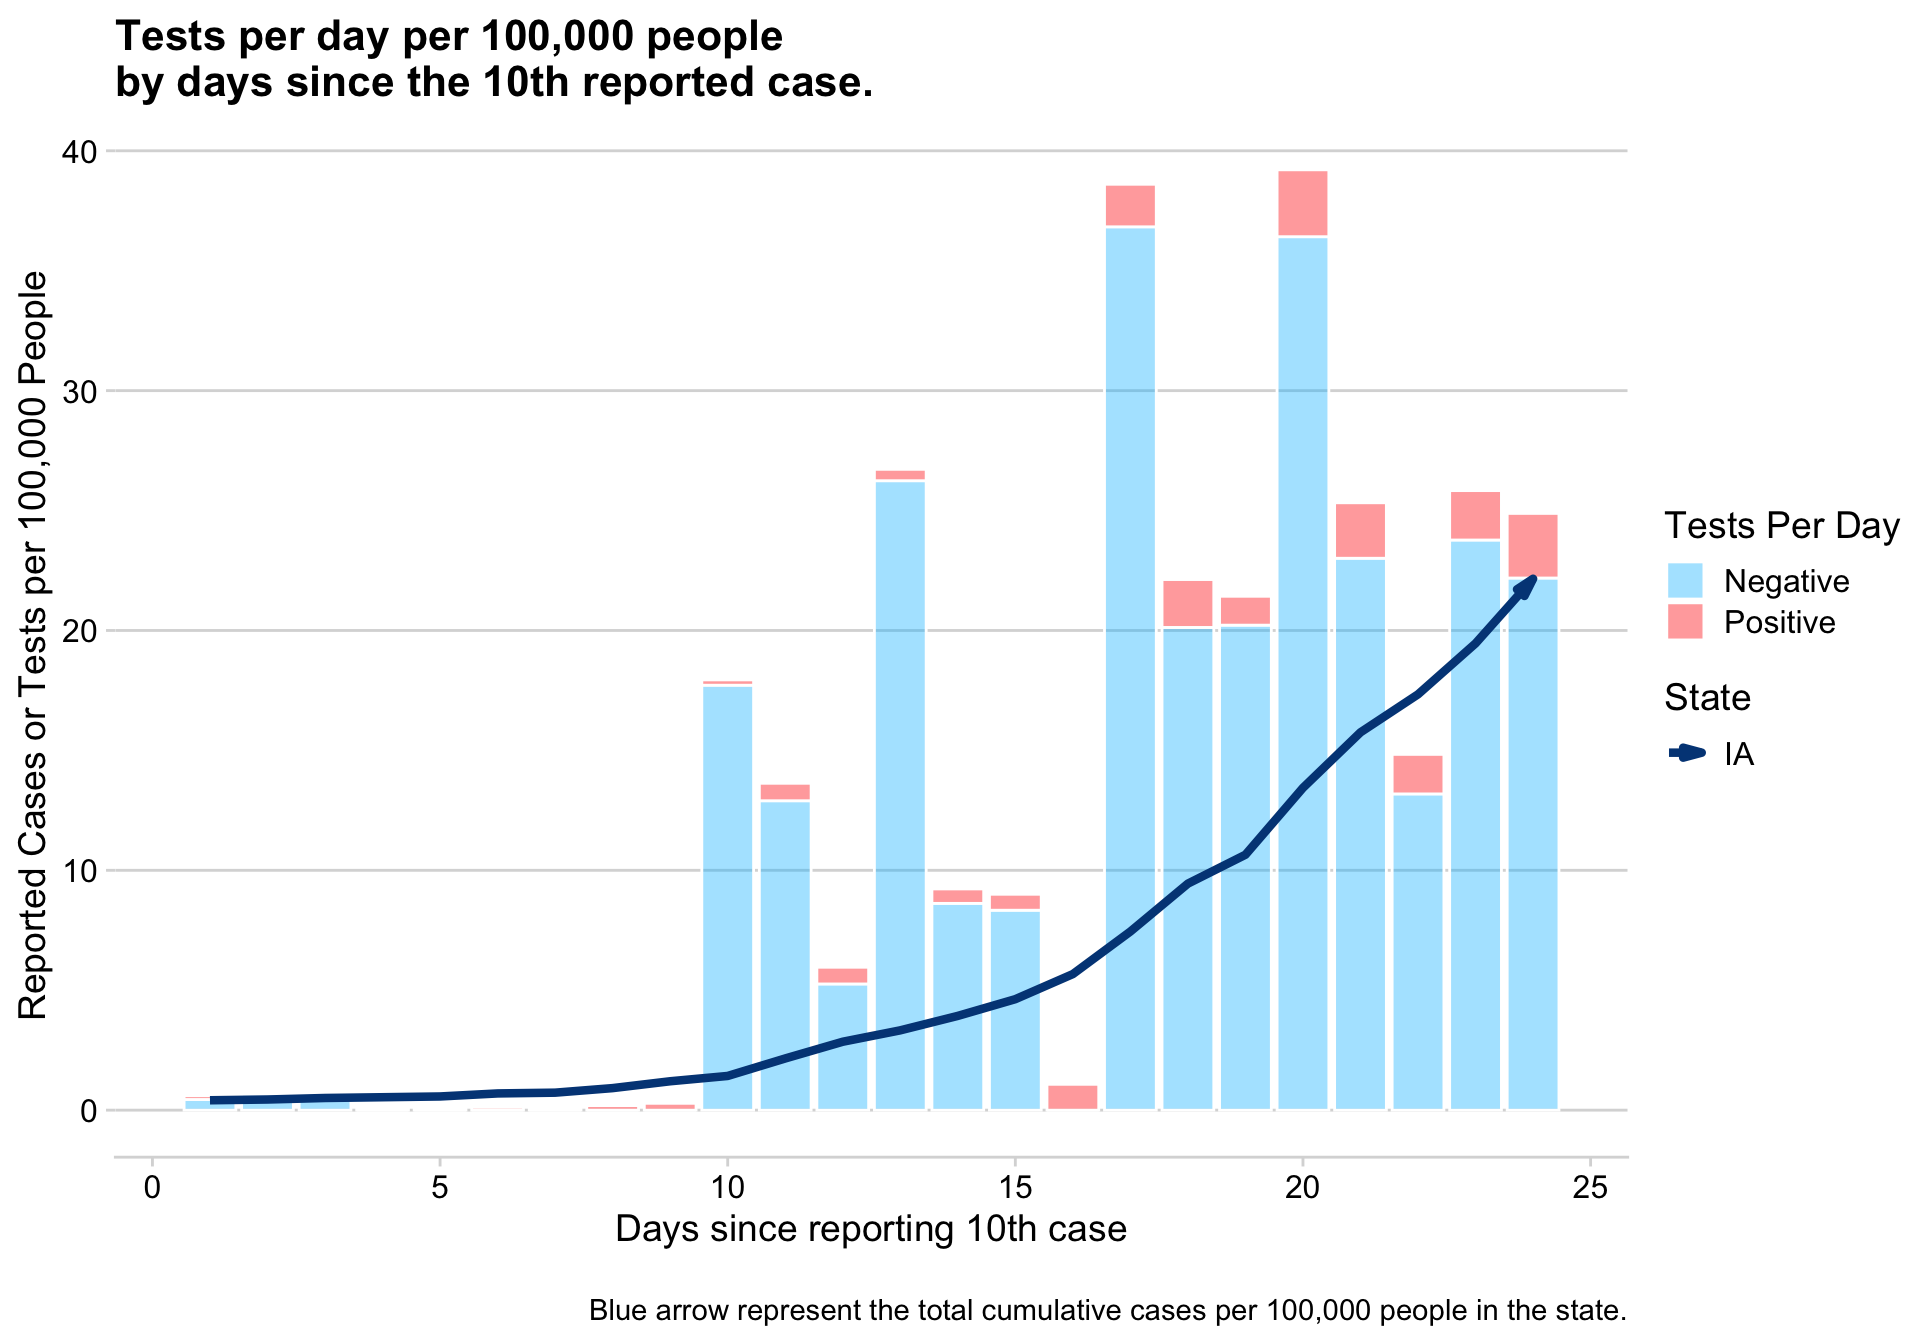 Tests per day per 100,000 people
by days since the 10th reported case.
Reported Cases or Tests per 100,000 People
40
30
20
10
0
0 5 10 15 20 25
Days since reporting 10th case
Tests Per Day
Negative
Positive
State
IA
Blue arrow represent the total cumulative cases per 100,000 people in the state.